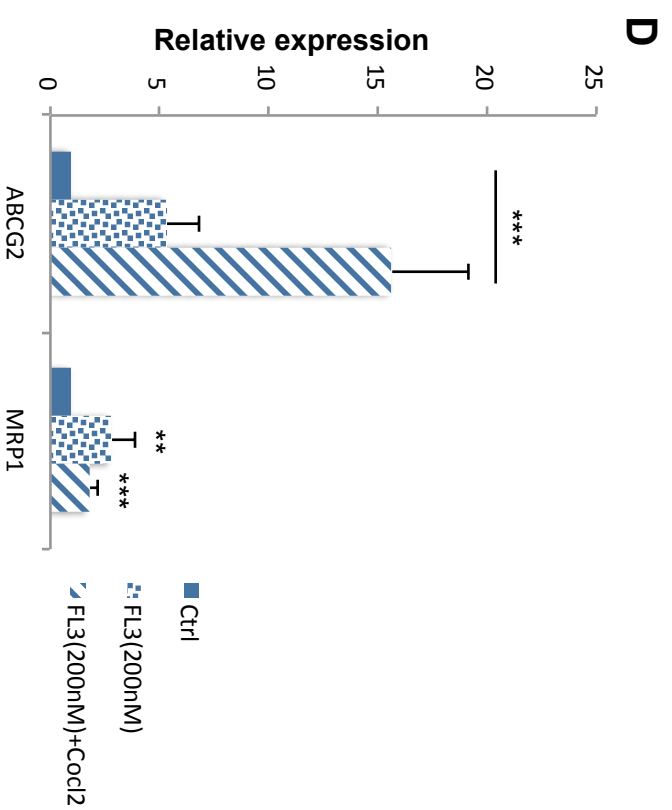 D
Relative expression
25
20
15
10
5
0
***
**
***
ABCG2
MRP1
Ctrl
FL3(200nM)
FL3(200nM)+Cocl2